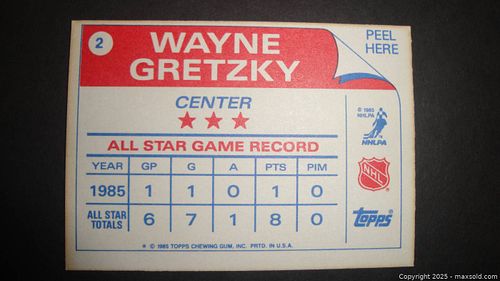 2
WAYNE
GRETZKY
PEEL
HERE
CENTER
© 1985
NHLPA
NHLPA
ALL STAR GAME RECORD
YEAR GP G A PTS PIM
1985 1 1 0 1 0
ALL STAR
TOTALS 6 7 1 8 0
NHL
topps®
* © 1985 TOPPS CHEWING GUM, INC. PRTD. IN U.S.A.
Copyright © 2025 - maxsold.com